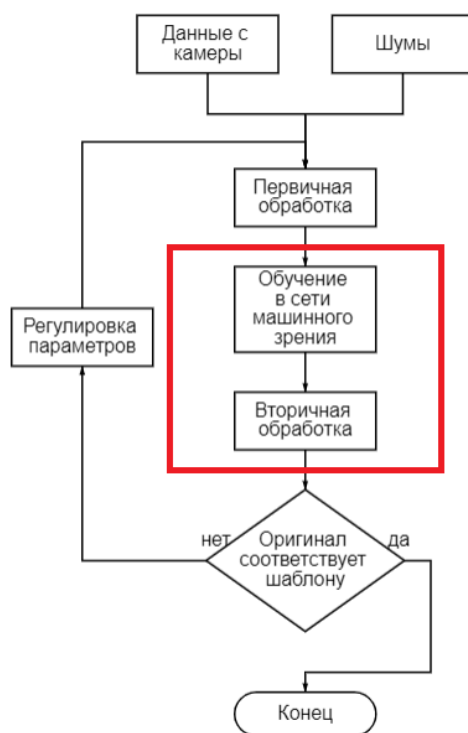 Данные с
камеры
Шумы
Первичная
обработка
Обучение
в сети
машинного
зрения
Регулировка
параметров
Вторичная
обработка
нет
Оригинал
соответствует
шаблону
да
Конец